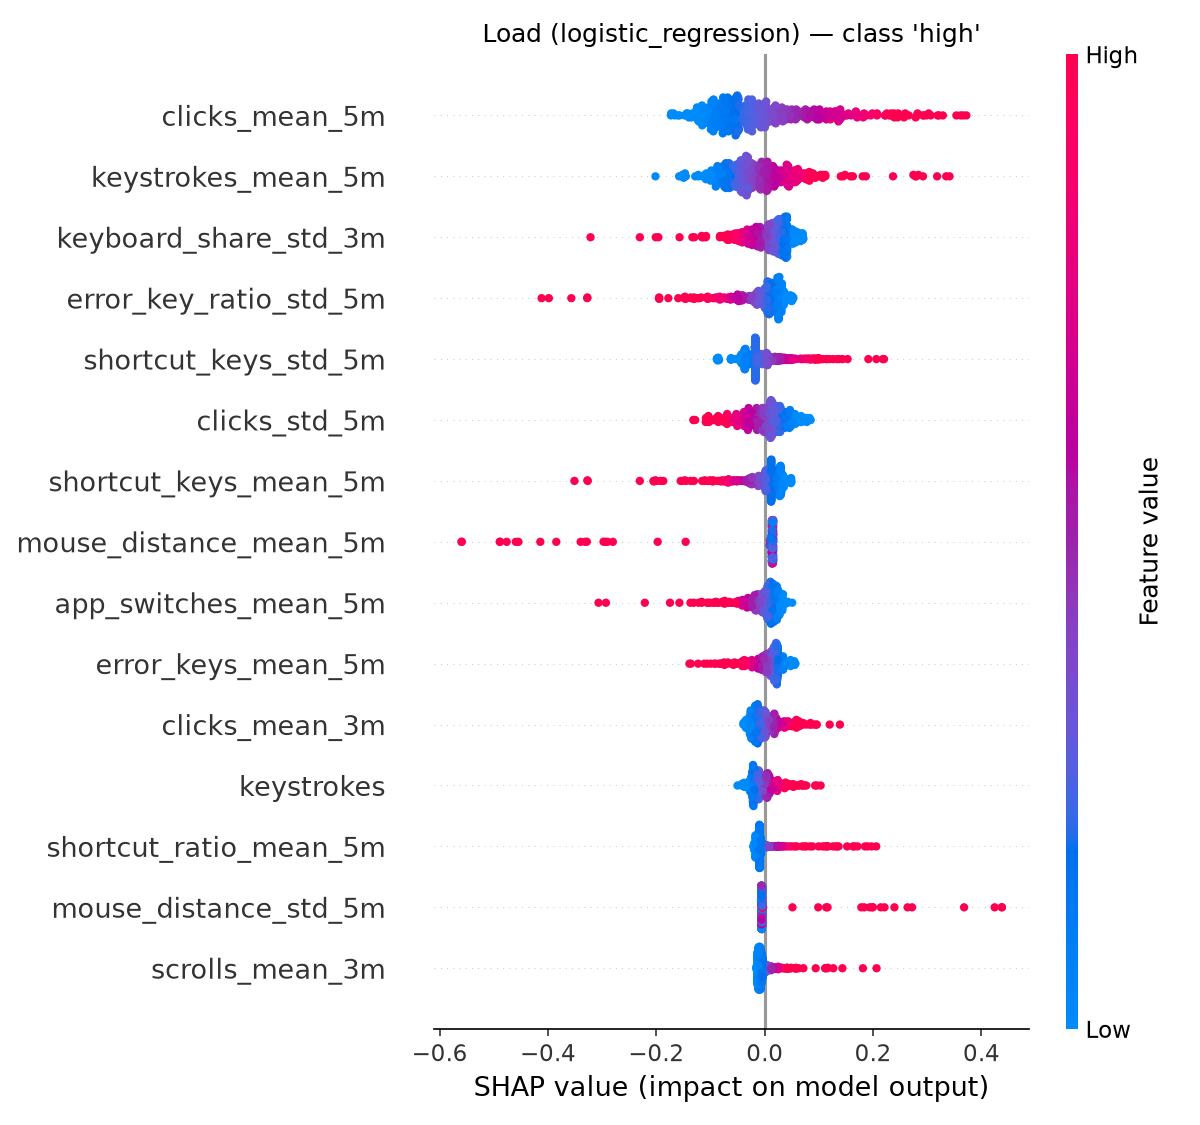 Load (logistic_regression) — class 'high'
High
clicks_mean_5m
keystrokes_mean_5m
keyboard_share_std_3m
error_key_ratio_std_5m
shortcut_keys_std_5m
clicks_std_5m
shortcut_keys_mean_5m
mouse_distance_mean_5m
app_switches_mean_5m
error_keys_mean_5m
clicks_mean_3m
keystrokes
shortcut_ratio_mean_5m
mouse_distance_std_5m
scrolls_mean_3m
Feature value
Low
−0.6 −0.4 −0.2 0.0 0.2 0.4
SHAP value (impact on model output)